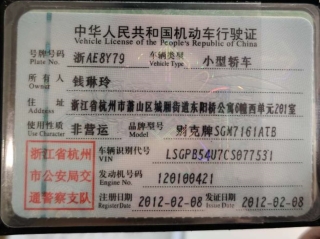 中华人民共和国机动车行驶证
Vehicle License of the People's Republic of China
号牌号码 浙AE8Y79 车辆类型 小型轿车
Plate No. Vehicle Type
所有人 钱琳玲
Owner
住址 浙江省杭州市萧山区城厢街道东阳桥公寓6幢西单元201室
Address
使用性质 非营运 品牌型号 别克牌SGM7161ATB
Use Character Model
浙江省杭州
市公安局交
通警察支队
车辆识别代号 LSGPB54U7CS077531
VIN
发动机号码 120100421
Engine No.
注册日期 2012-02-08 发证日期 2012-02-08
Register Date Issue Date